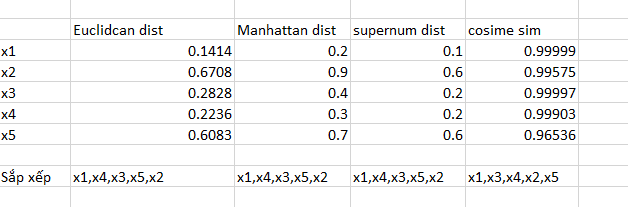 Euclidcan dist Manhattan dist supernum dist cosime sim
x1 0.1414 0.2 0.1 0.99999
x2 0.6708 0.9 0.6 0.99575
x3 0.2828 0.4 0.2 0.99997
x4 0.2236 0.3 0.2 0.99903
x5 0.6083 0.7 0.6 0.96536
Sắp xếp x1,x4,x3,x5,x2 x1,x4,x3,x5,x2 x1,x4,x3,x5,x2 x1,x3,x4,x2,x5